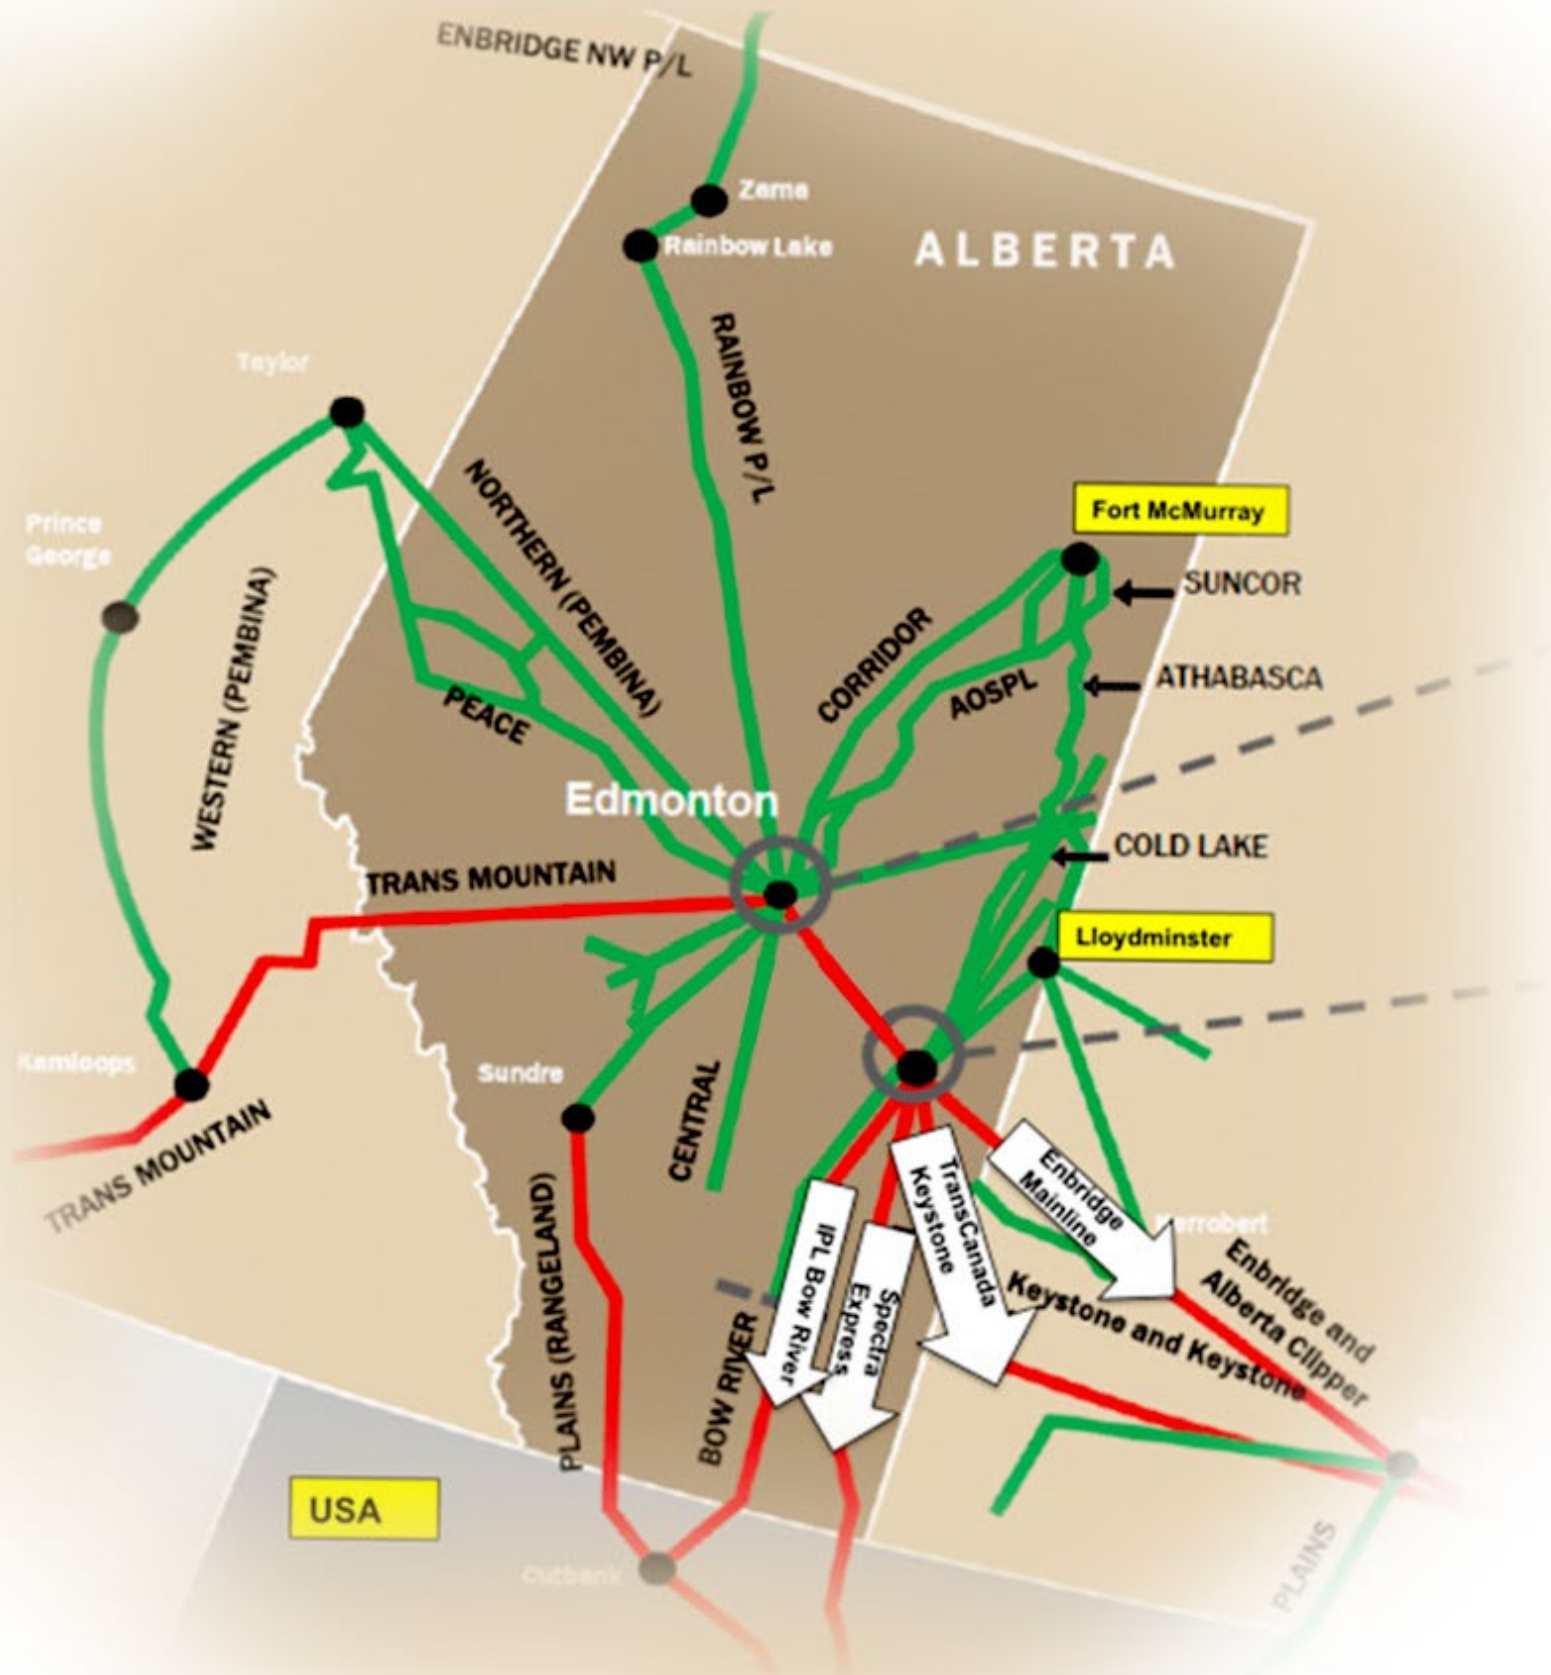 ENBRIDGE NW P/L
Zama
Rainbow Lake
ALBERTA
RAINBOW P/L
Taylor
NORTHERN (PEMBINA)
Fort McMurray
Prince
George
SUNCOR
WESTERN (PEMBINA)
CORRIDOR
AOSPL
ATHABASCA
PEACE
Edmonton
COLD LAKE
TRANS MOUNTAIN
Lloydminster
Kamloops
Sundre
CENTRAL
TRANS MOUNTAIN
Enbridge
Mainline
TransCanada
Keystone
Kerrobert
IPL Bow River
Spectra
Express
PLAINS (RANGELAND)
BOW RIVER
Enbridge and
Alberta Clipper
Keystone and Keystone
USA
Cutbank
PLAINS